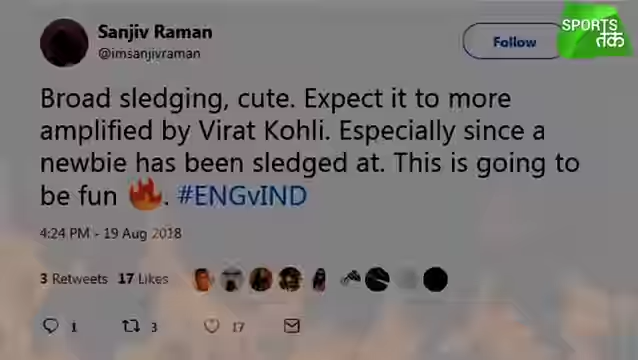 Sanjiv Raman
@imsanjivraman
Follow
SPORTS
तक
Broad sledging, cute. Expect it to more
amplified by Virat Kohli. Especially since a
newbie has been sledged at. This is going to
be fun 🔥. #ENGvIND
4:24 PM - 19 Aug 2018
3 Retweets 17 Likes
1 3 17